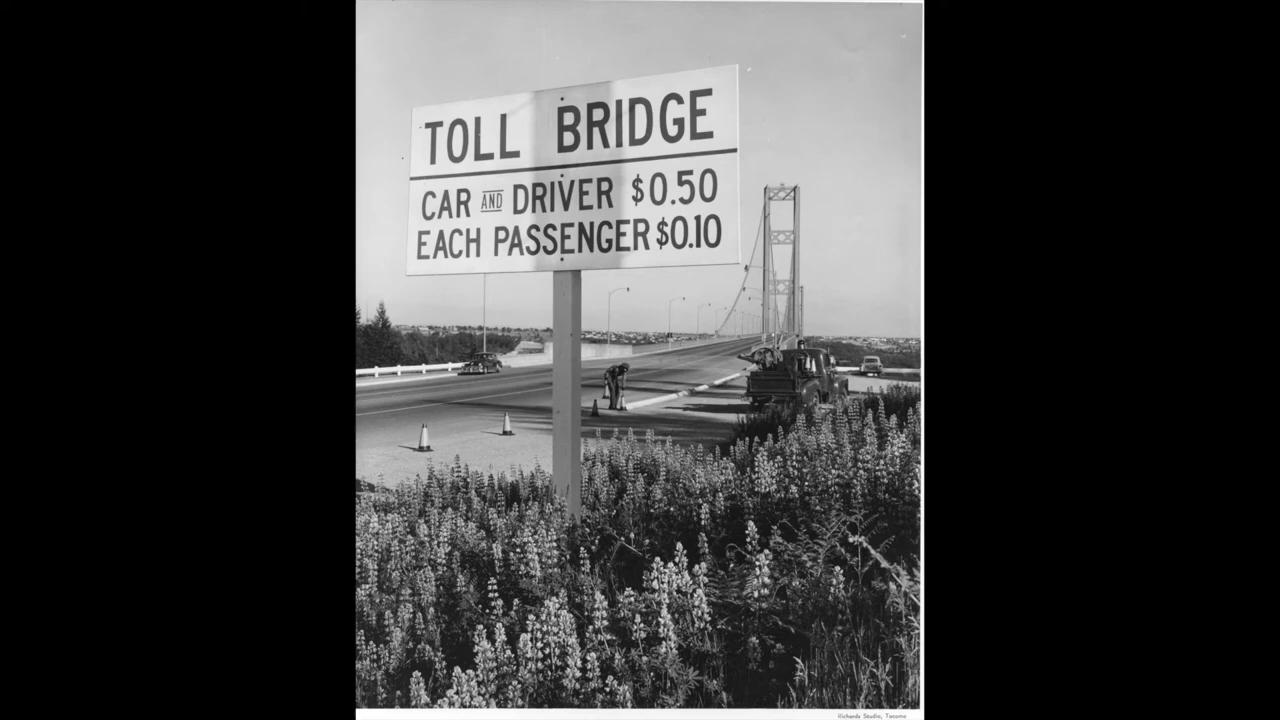 TOLL BRIDGE
CAR AND DRIVER $0.50
EACH PASSENGER $0.10
Richards Studio, Tacoma